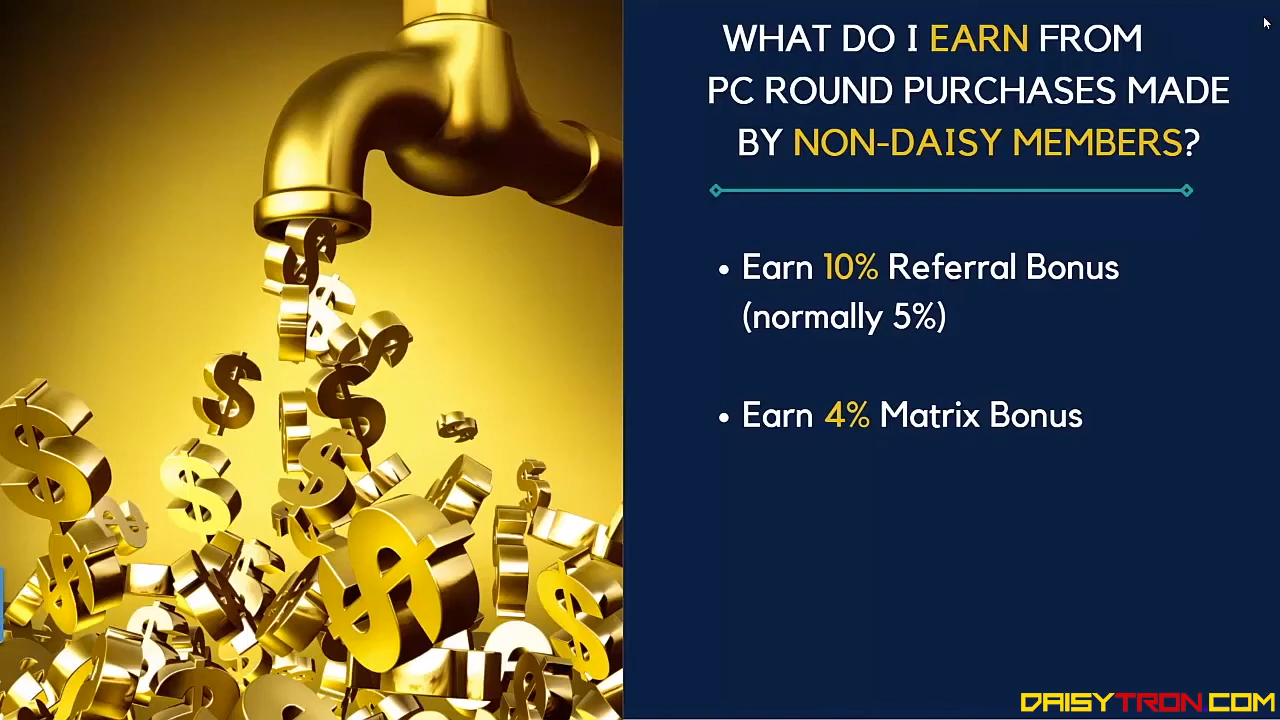 WHAT DO I EARN FROM
PC ROUND PURCHASES MADE
BY NON-DAISY MEMBERS?
• Earn 10% Referral Bonus
(normally 5%)
• Earn 4% Matrix Bonus
DAISYTRON.COM